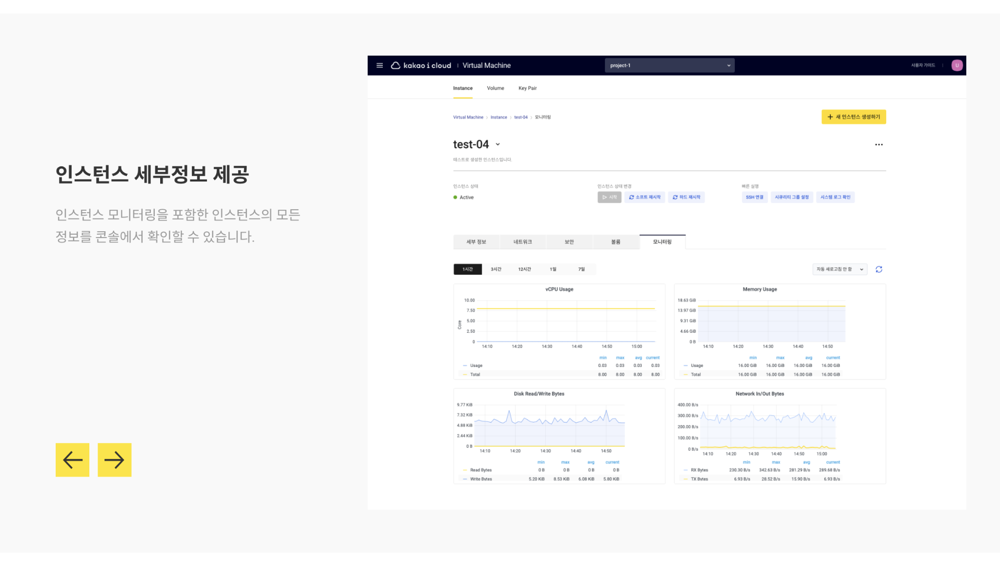 인스턴스 세부정보 제공
인스턴스 모니터링을 포함한 인스턴스의 모든
정보를 콘솔에서 확인할 수 있습니다.
kakao i cloud | Virtual Machine
project-1
사용자 가이드
U
Instance Volume Key Pair
Virtual Machine > Instance > test-04 > 모니터링
+ 새 인스턴스 생성하기
test-04
테스트로 생성한 인스턴스입니다.
인스턴스 상태
Active
인스턴스 상태 변경
시작 소프트 재시작 하드 재시작
빠른 실행
SSH 연결 시큐리티 그룹 설정 시스템 로그 확인
세부 정보 네트워크 보안 볼륨 모니터링
1시간 3시간 12시간 1일 7일
자동 새로고침 안 함
vCPU Usage
10.00
7.50
5.00
2.50
0
Core
14:10 14:20 14:30 14:40 14:50 15:00
min max avg current
Usage 0.03 0.03 0.03 0.03
Total 8.00 8.00 8.00 8.00
Memory Usage
18.63 GiB
13.97 GiB
9.31 GiB
4.66 GiB
0 B
14:10 14:20 14:30 14:40 14:50
min max avg current
Usage 16.00 GiB 16.00 GiB 16.00 GiB 16.00 GiB
Total 16.00 GiB 16.00 GiB 16.00 GiB 16.00 GiB
Disk Read/Write Bytes
9.77 KiB
7.32 KiB
4.88 KiB
2.44 KiB
0 B
14:10 14:20 14:30 14:40 14:50
min max avg current
Read Bytes 0 B 0 B 0 B 0 B
Write Bytes 5.20 KiB 8.53 KiB 6.08 KiB 5.80 KiB
Network In/Out Bytes
400.00 B/s
300.00 B/s
200.00 B/s
100.00 B/s
0 B/s
14:10 14:20 14:30 14:40 14:50 15:00
min max avg current
RX Bytes 230.30 B/s 342.63 B/s 281.29 B/s 289.68 B/s
TX Bytes 6.93 B/s 28.52 B/s 15.90 B/s 6.93 B/s